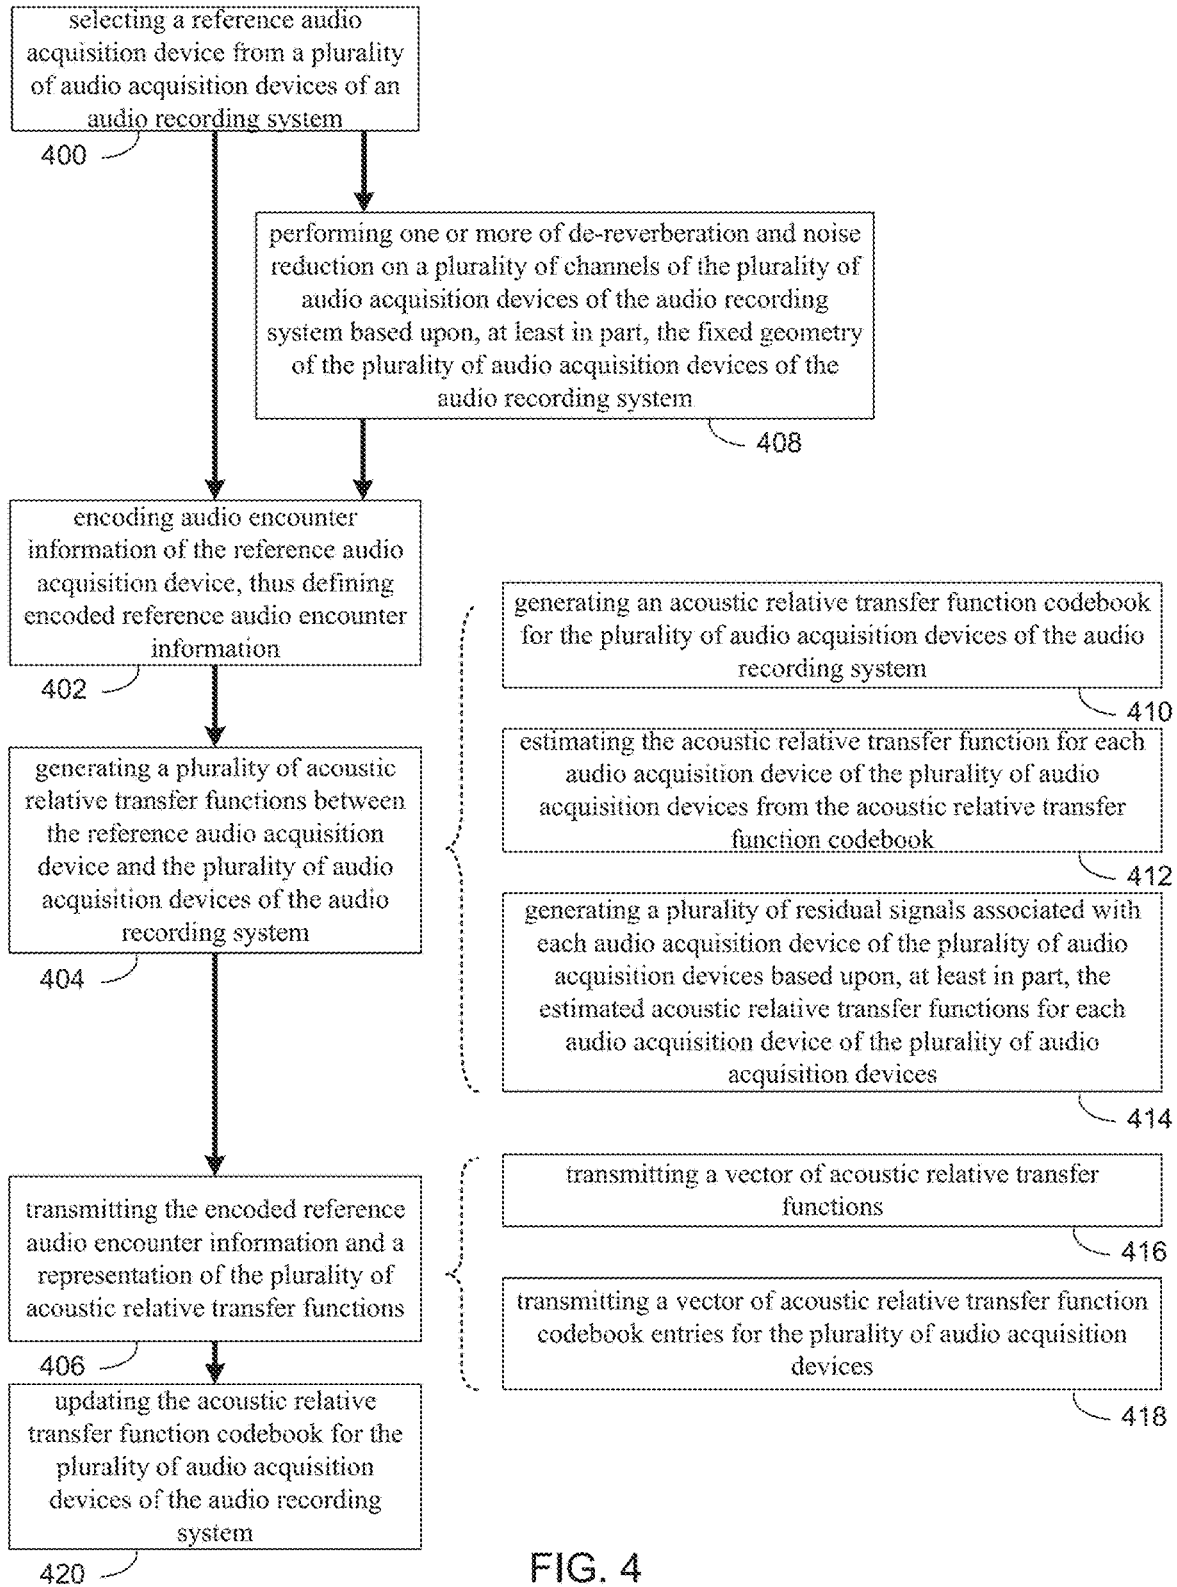 selecting a reference audio
acquisition device from a plurality
of audio acquisition devices of an
audio recording system
400
performing one or more of de-reverberation and noise
reduction on a plurality of channels of the plurality of
audio acquisition devices of the audio recording
system based upon, at least in part, the fixed geometry
of the plurality of audio acquisition devices of the
audio recording system
408
encoding audio encounter
information of the reference audio
acquisition device, thus defining
encoded reference audio encounter
information
402
generating an acoustic relative transfer function codebook
for the plurality of audio acquisition devices of the audio
recording system
410
estimating the acoustic relative transfer function for each
audio acquisition device of the plurality of audio
acquisition devices from the acoustic relative transfer
function codebook
412
generating a plurality of acoustic
relative transfer functions between
the reference audio acquisition
device and the plurality of audio
acquisition devices of the audio
recording system
404
generating a plurality of residual signals associated with
each audio acquisition device of the plurality of audio
acquisition devices based upon, at least in part, the
estimated acoustic relative transfer functions for each
audio acquisition device of the plurality of audio
acquisition devices
414
transmitting the encoded reference
audio encounter information and a
representation of the plurality of
acoustic relative transfer functions
406
transmitting a vector of acoustic relative transfer
functions
416
transmitting a vector of acoustic relative transfer function
codebook entries for the plurality of audio acquisition
devices
418
updating the acoustic relative
transfer function codebook for the
plurality of audio acquisition
devices of the audio recording
system
420
FIG. 4